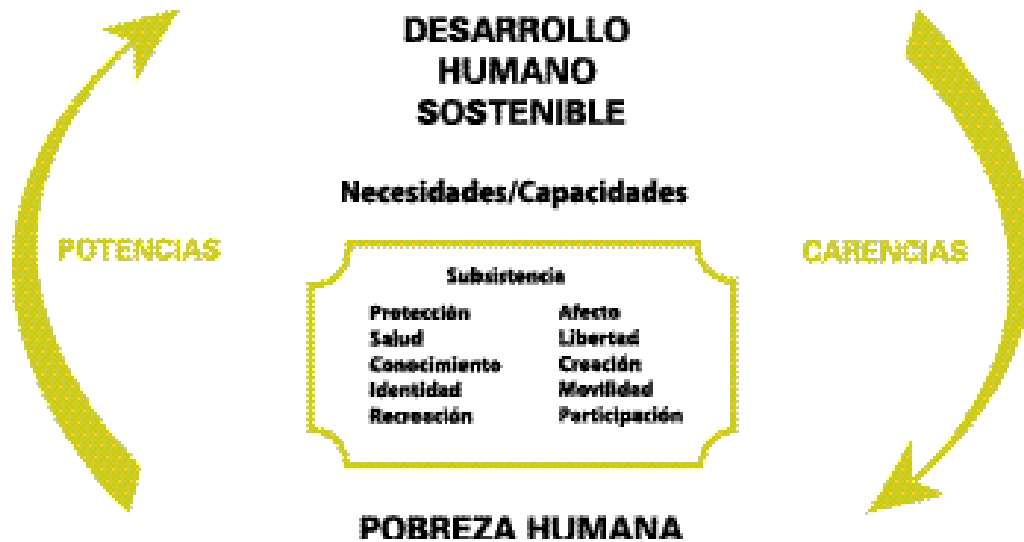 DESARROLLO
HUMANO
SOSTENIBLE
Necesidades/Capacidades
POTENCIAS
CARENCIAS
Subsistencia
Protección Afecto
Salud Libertad
Conocimiento Creación
Identidad Movilidad
Recreación Participación
POBREZA HUMANA